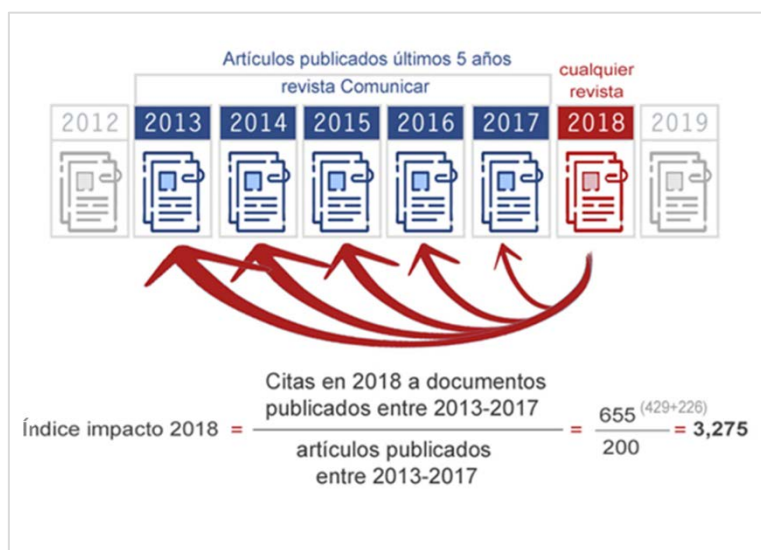 Artículos publicados últimos 5 años
revista Comunicar
cualquier
revista
2012 2013 2014 2015 2016 2017 2018 2019
Citas en 2018 a documentos
publicados entre 2013-2017
Índice impacto 2018 = = 655 (429+226) = 3,275
200
artículos publicados
entre 2013-2017